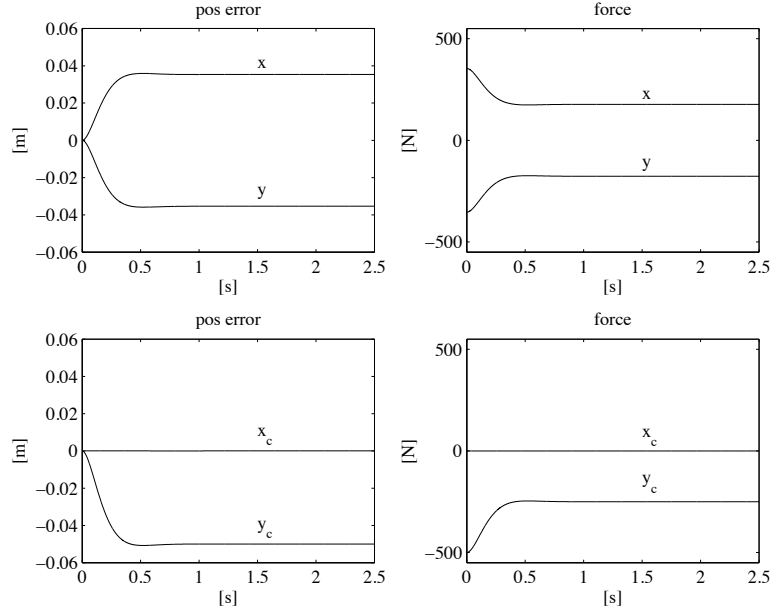 pos error
0.06
0.04
0.02
0
−0.02
−0.04
−0.06
[m]
x
y
0 0.5 1 1.5 2 2.5
[s]
force
500
0
−500
[N]
x
y
0 0.5 1 1.5 2 2.5
[s]
pos error
0.06
0.04
0.02
0
−0.02
−0.04
−0.06
[m]
x_c
y_c
0 0.5 1 1.5 2 2.5
[s]
force
500
0
−500
[N]
x_c
y_c
0 0.5 1 1.5 2 2.5
[s]